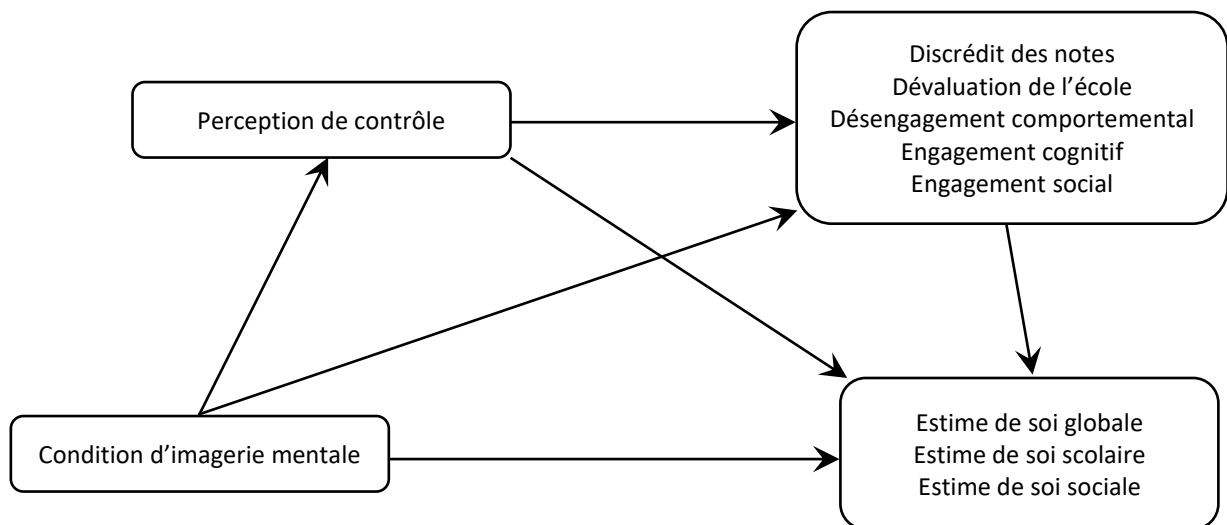 Discrédit des notes
Dévaluation de l’école
Désengagement comportemental
Engagement cognitif
Engagement social
Perception de contrôle
Condition d’imagerie mentale
Estime de soi globale
Estime de soi scolaire
Estime de soi sociale